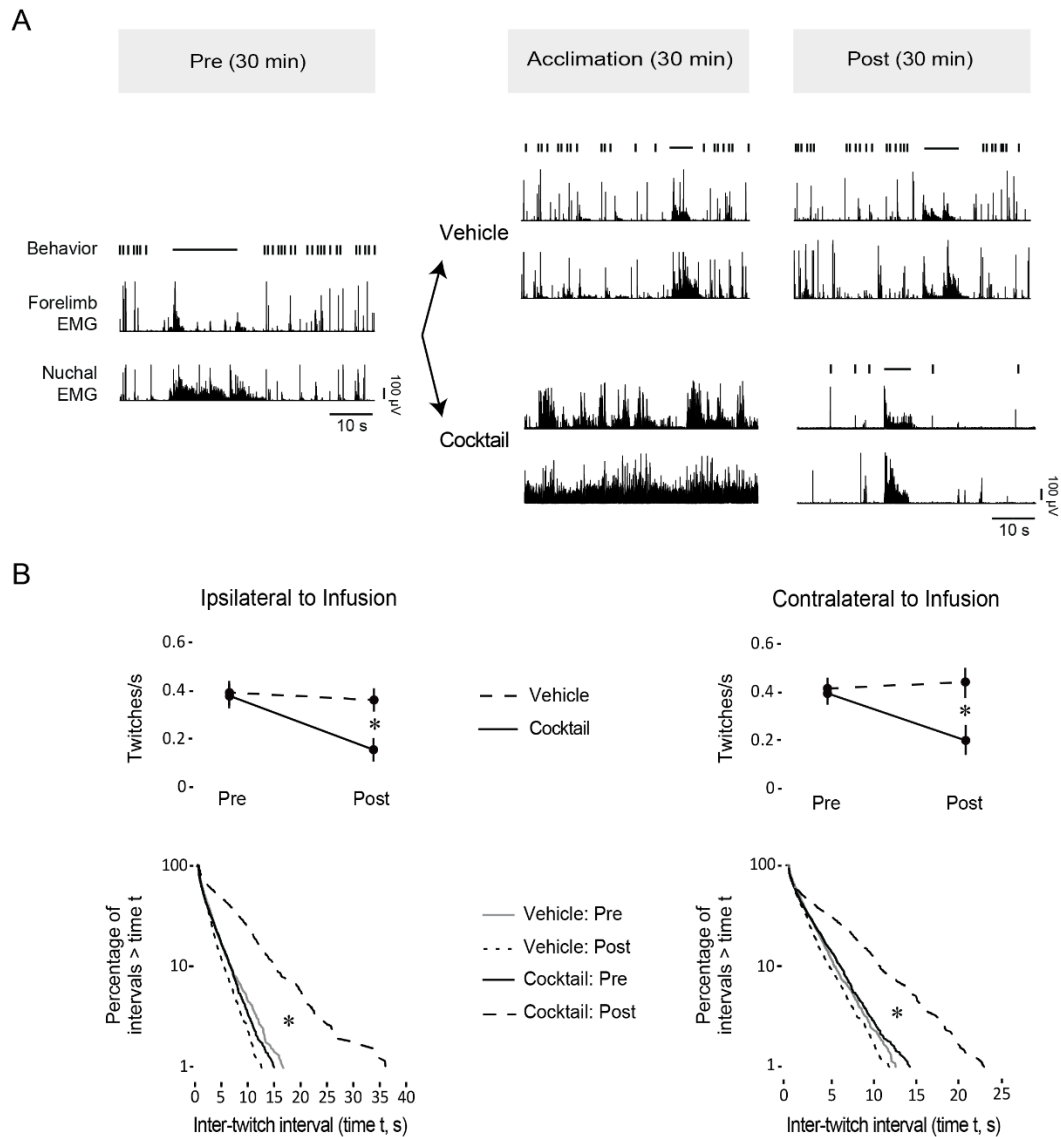 A
Pre (30 min)
Acclimation (30 min)
Post (30 min)
Behavior
Forelimb
EMG
Nuchal
EMG
100 µV
10 s
Vehicle
Cocktail
100 µV
10 s
B
Ipsilateral to Infusion
Twitches/s
0.6
0.4
0.2
0
*
Pre
Post
Vehicle
Cocktail
Contralateral to Infusion
Twitches/s
0.6
0.4
0.2
0
*
Pre
Post
Percentage of
intervals > time t
100
10
1
*
0 5 10 15 20 25 30 35 40
Inter-twitch interval (time t, s)
Vehicle: Pre
Vehicle: Post
Cocktail: Pre
Cocktail: Post
Percentage of
intervals > time t
100
10
1
*
0 5 10 15 20 25
Inter-twitch interval (time t, s)